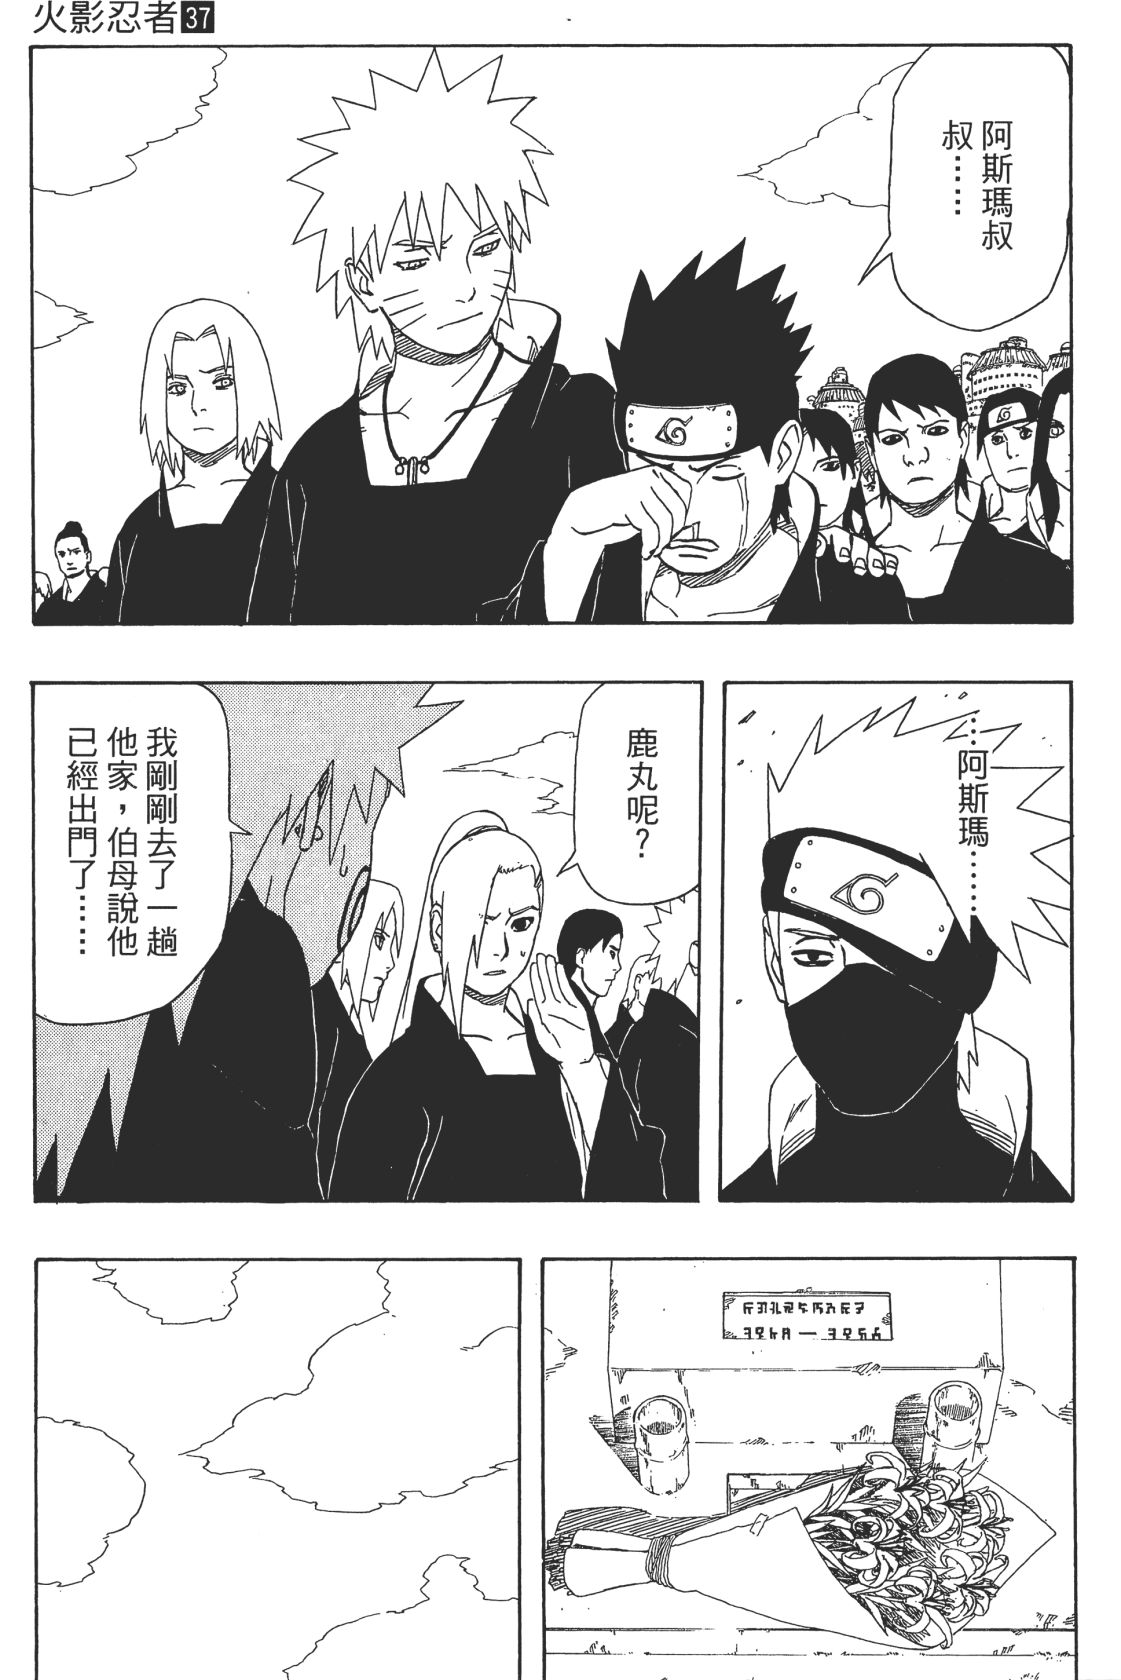 火影忍者37
阿斯瑪叔
叔……
…阿斯瑪……
鹿丸呢？
我剛剛去了一趟
他家，伯母說他
已經出門了……